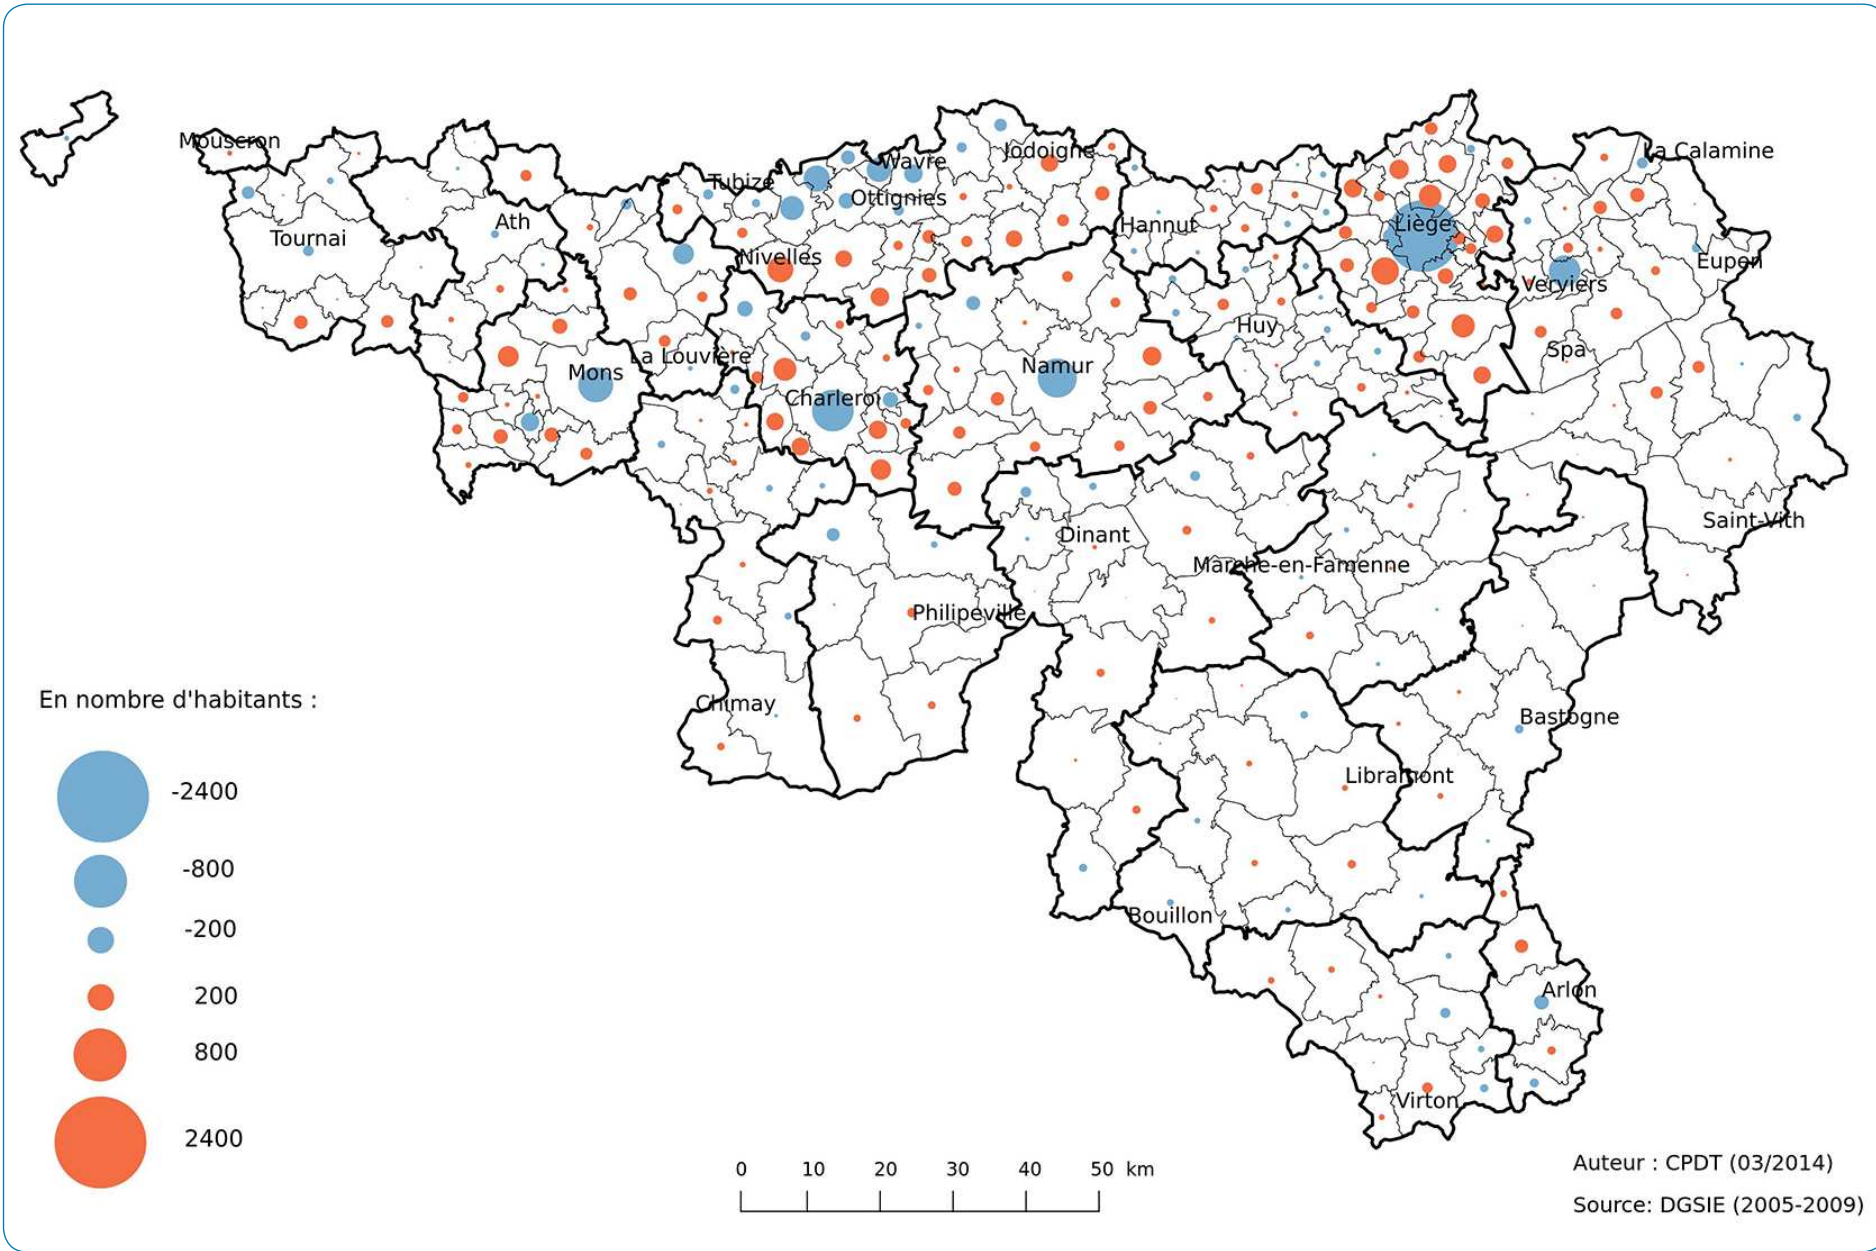 Mouscron
La Calamine
Jodoigne
Wavre
Tubize
Ottignies
Ath
Hannut
Liège
Tournai
Nivelles
Eupen
Verviers
Huy
Spa
La Louvière
Namur
Mons
Charleroi
Saint-Vith
Dinant
Marche-en-Famenne
Philipeville
Chimay
Bastogne
Libramont
Bouillon
Arlon
Virton
En nombre d'habitants :
-2400
-800
-200
200
800
2400
0 10 20 30 40 50 km
Auteur : CPDT (03/2014)
Source: DGSIE (2005-2009)